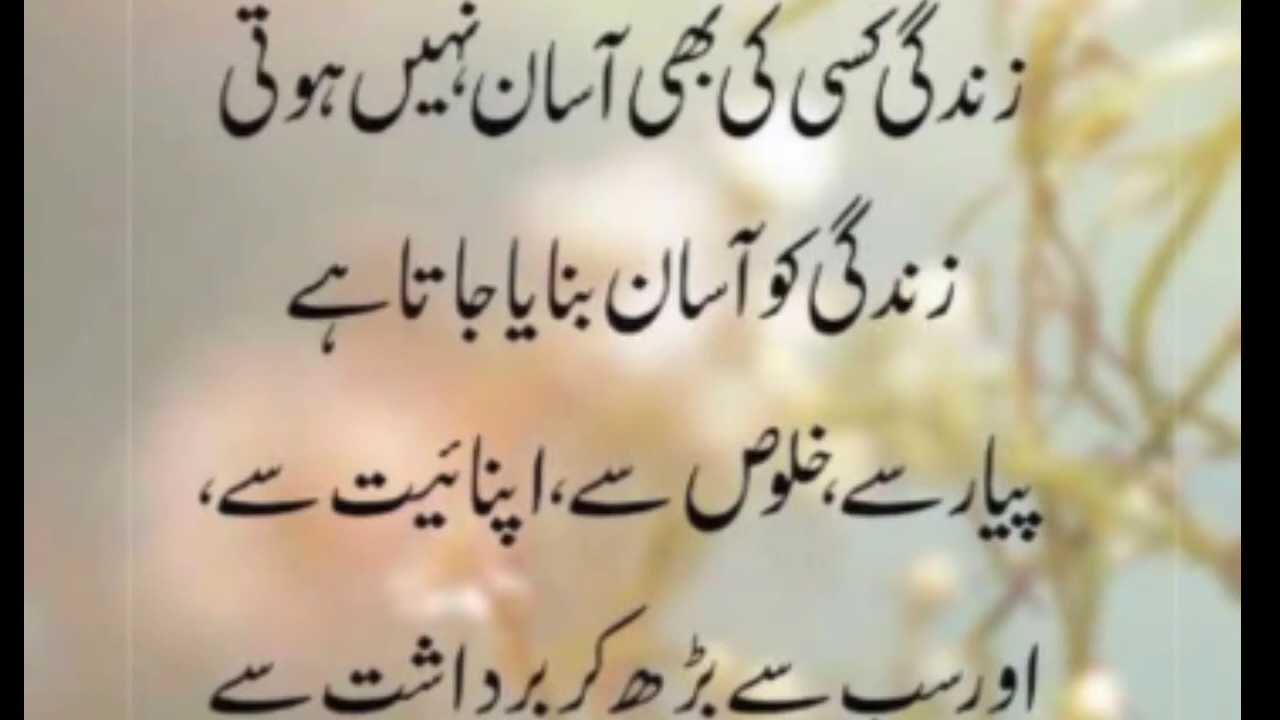 زندگی کسی کی بھی آسان نہیں ہوتی
زندگی کو آسان بنایا جاتا ہے
پیار سے، خلوص سے، اپنائیت سے،
اور سب سے بڑھ کر برداشت سے